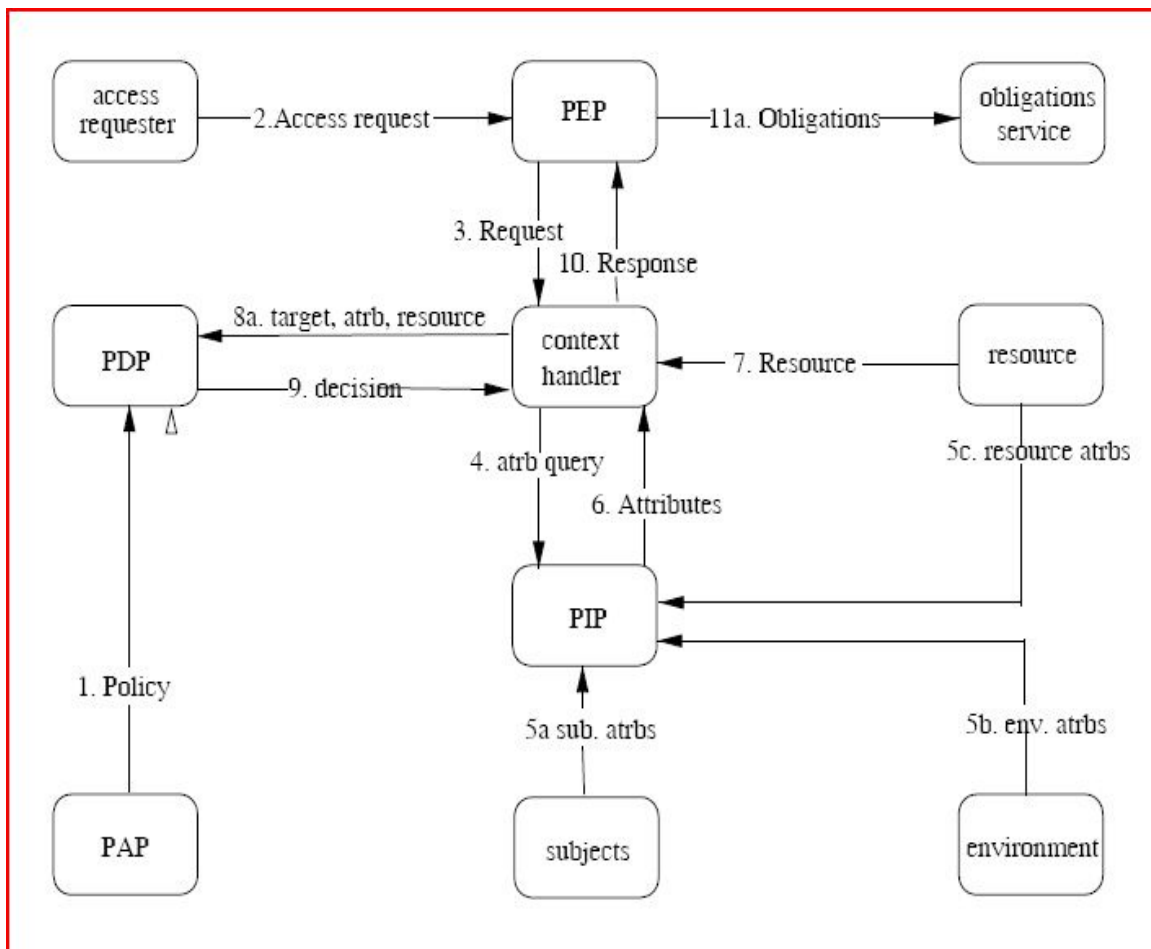 access
requester
2.Access request
PEP
11a. Obligations
obligations
service
3. Request
10. Response
PDP
8a. target, atrb, resource
9. decision
context
handler
7. Resource
resource
4. atrb query
6. Attributes
5c. resource atrbs
PIP
1. Policy
5a sub. atrbs
5b. env. atrbs
PAP
subjects
environment